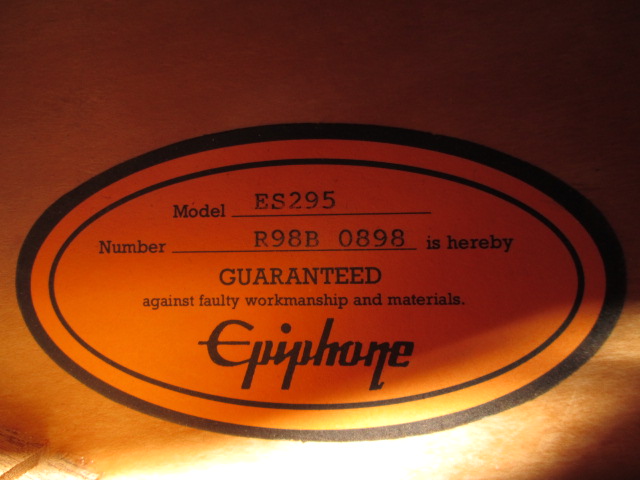 Model ES295
Number R98B 0898 is hereby
GUARANTEED
against faulty workmanship and materials.
Epiphone